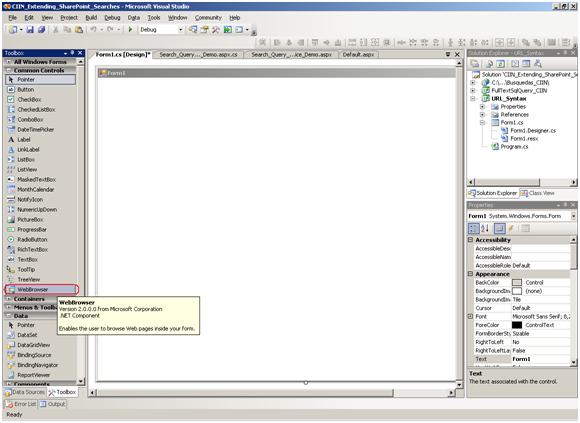 CIIN_Extending_SharePoint_Searches - Microsoft Visual Studio
File Edit View Project Build Debug Data Tools Window Community Help
Debug
Toolbox
All Windows Forms
Common Controls
Pointer
Button
CheckBox
CheckedListBox
ComboBox
DateTimePicker
Label
LinkLabel
ListBox
ListView
MaskedTextBox
MonthCalendar
NotifyIcon
NumericUpDown
PictureBox
ProgressBar
RadioButton
RichTextBox
TextBox
ToolTip
TreeView
WebBrowser
Containers
Menus & Toolba
Data
Pointer
DataSet
DataGridView
BindingSource
BindingNavigator
ReportViewer
Components
Data Sources Toolbox
Form1.cs [Design]* Search_Query_..._Demo.aspx.cs Search_Query_...ice_Demo.aspx Default.aspx
Form1
WebBrowser
Version 2.0.0.0 from Microsoft Corporation
.NET Component
Enables the user to browse Web pages inside your form.
Solution Explorer - URL_Syntax
Solution 'CIIN_Extending_SharePoint_
C:\...\Busquedas_CIIN\
FullTextSqlQuery_CIIN
URL_Syntax
Properties
References
Form1.cs
Form1.Designer.cs
Form1.resx
Program.cs
Solution Explorer Class View
Properties
Form1 System.Windows.Forms.Form
Accessibility
AccessibleDesc
AccessibleNam
AccessibleRole Default
Appearance
BackColor Control
BackgroundIma (none)
BackgroundIma Tile
Cursor Default
Font Microsoft Sans Serif; 8,2
ForeColor ControlText
FormBorderStyle Sizable
RightToLeft No
RightToLeftLay False
Text Form1
Text
The text associated with the control.
Error List Output
Ready